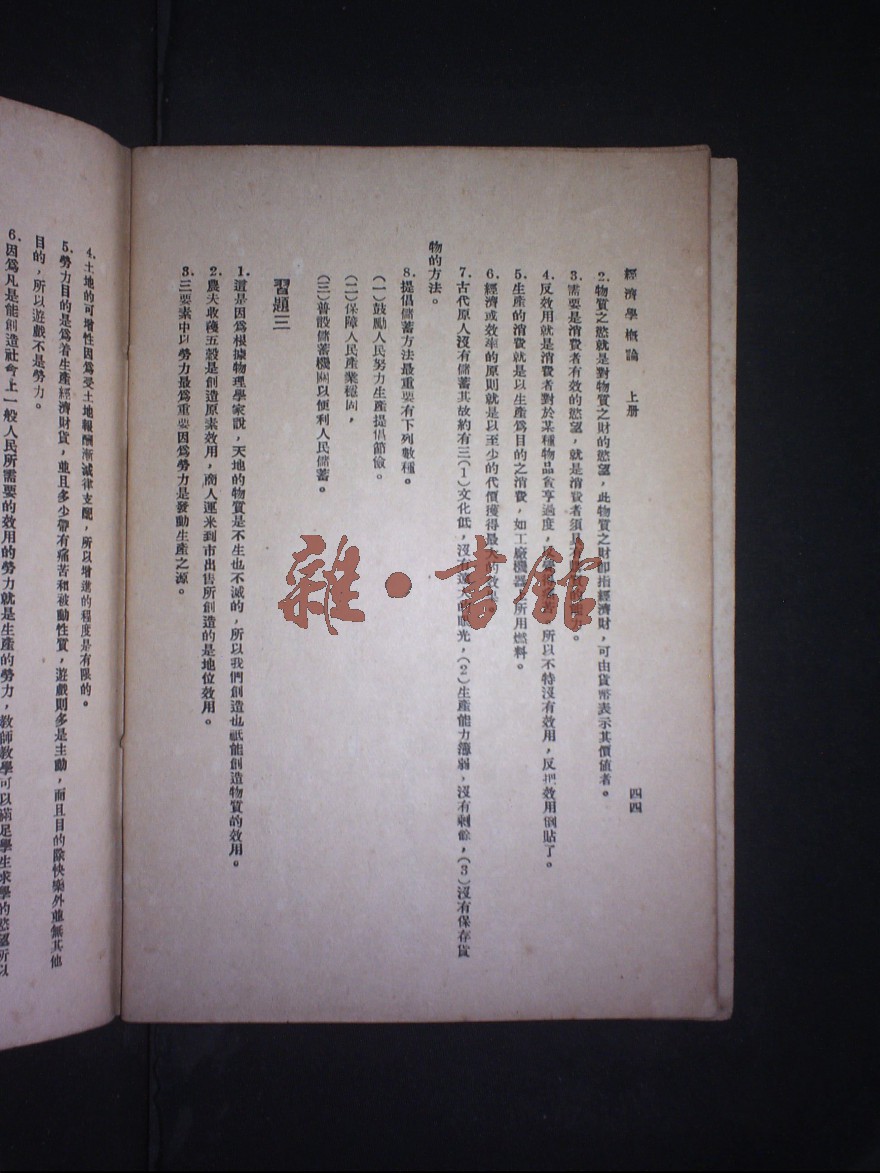 經濟學概論　上册
四四
2. 物質之慾就是對物質之財的慾望，此物質之財卽指經濟財，可由貨幣表示其價値者。
3. 需要是消費者有效的慾望，就是消費者須具
4. 反效用就是消費者對於某種物品食享過度，所以不特沒有效用，反把效用倒貼了。
5. 生產的消費就是以生產爲目的之消費，如工廠機器之所用燃料。
6. 經濟或效率的原則就是以至少的代價獲得最大的效果。
7. 古代原人沒有儲蓄其故約有三（1）文化低，沒有遠大的眼光，（2）生產能力薄弱，沒有剩餘，（3）沒有保存貨
物的方法。
8. 提倡儲蓄方法最重要有下列數種。
（一）鼓勵人民努力生產提倡節儉。
（二）保障人民產業穩固，
（三）普設儲蓄機關以便利人民儲蓄。
習題三
1. 這是因爲根據物理學家說，天地的物質是不生也不滅的，所以我們創造也祇能創造物質的效用。
2. 農夫收穫五穀是創造原素效用，商人運米到市出售所創造的是地位效用。
3. 三要素中以勞力最爲重要因爲勞力是發動生產之源。
4. 土地的可增性因爲受土地報酬漸減律支配，所以增進的程度是有限的。
5. 勞力目的是爲着生產經濟財貨，並且多少帶有痛苦和被動性質，遊戲則多是主動，而且目的除快樂外並無其他
目的，所以遊戲不是勞力。
6. 因爲凡是能創造社會上一般人民所需要的效用的勞力就是生產的勞力，敎師敎學可以滿足學生求學的慾望所以
雜·書館